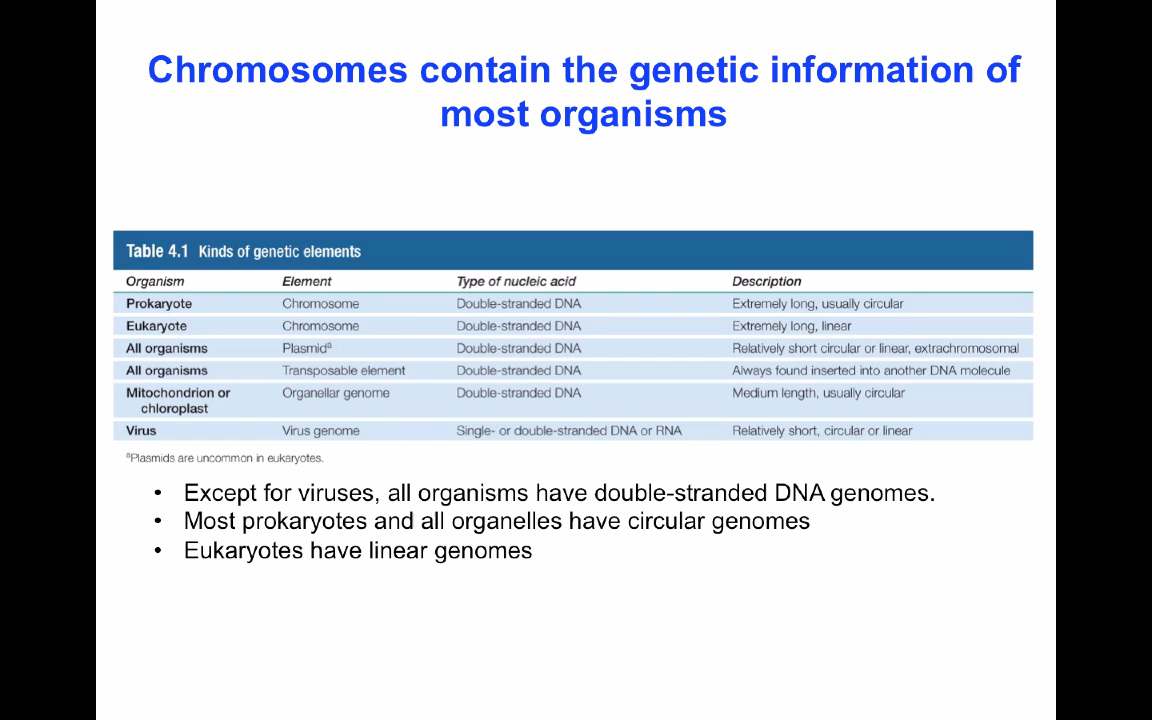 Chromosomes contain the genetic information of
most organisms
Table 4.1 Kinds of genetic elements
Organism Element Type of nucleic acid Description
Prokaryote Chromosome Double-stranded DNA Extremely long, usually circular
Eukaryote Chromosome Double-stranded DNA Extremely long, linear
All organisms Plasmidᵃ Double-stranded DNA Relatively short circular or linear, extrachromosomal
All organisms Transposable element Double-stranded DNA Always found inserted into another DNA molecule
Mitochondrion or Organellar genome Double-stranded DNA Medium length, usually circular
chloroplast
Virus Virus genome Single- or double-stranded DNA or RNA Relatively short, circular or linear
ᵃPlasmids are uncommon in eukaryotes.
• Except for viruses, all organisms have double-stranded DNA genomes.
• Most prokaryotes and all organelles have circular genomes
• Eukaryotes have linear genomes